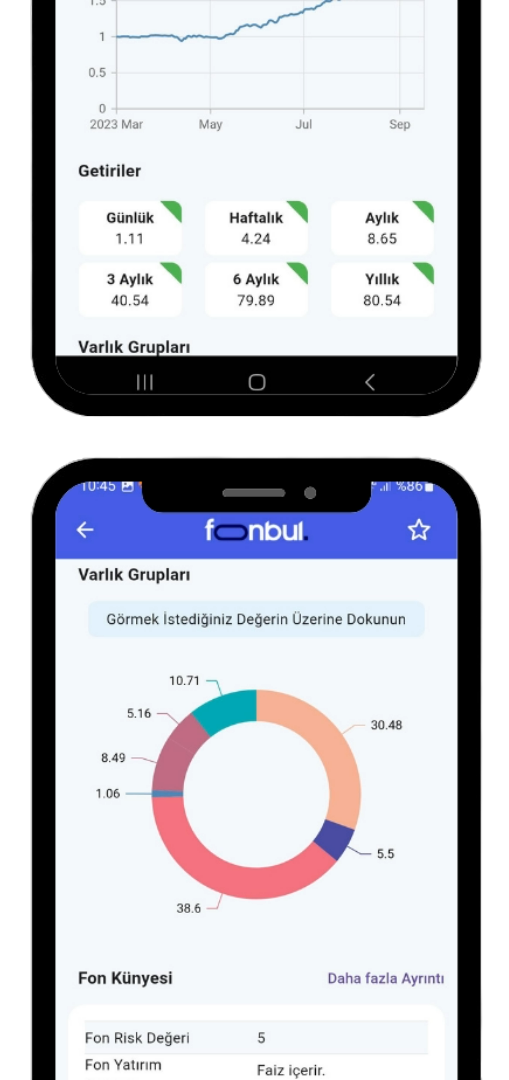 1.5
1
0.5
0
2023 Mar May Jul Sep
Getiriler
Günlük Haftalık Aylık
1.11 4.24 8.65
3 Aylık 6 Aylık Yıllık
40.54 79.89 80.54
Varlık Grupları
10:45 %86
fonbul.
Varlık Grupları
Görmek İstediğiniz Değerin Üzerine Dokunun
10.71
5.16
30.48
8.49
1.06
5.5
38.6
Fon Künyesi Daha fazla Ayrıntı
Fon Risk Değeri 5
Fon Yatırım
Faiz içerir.